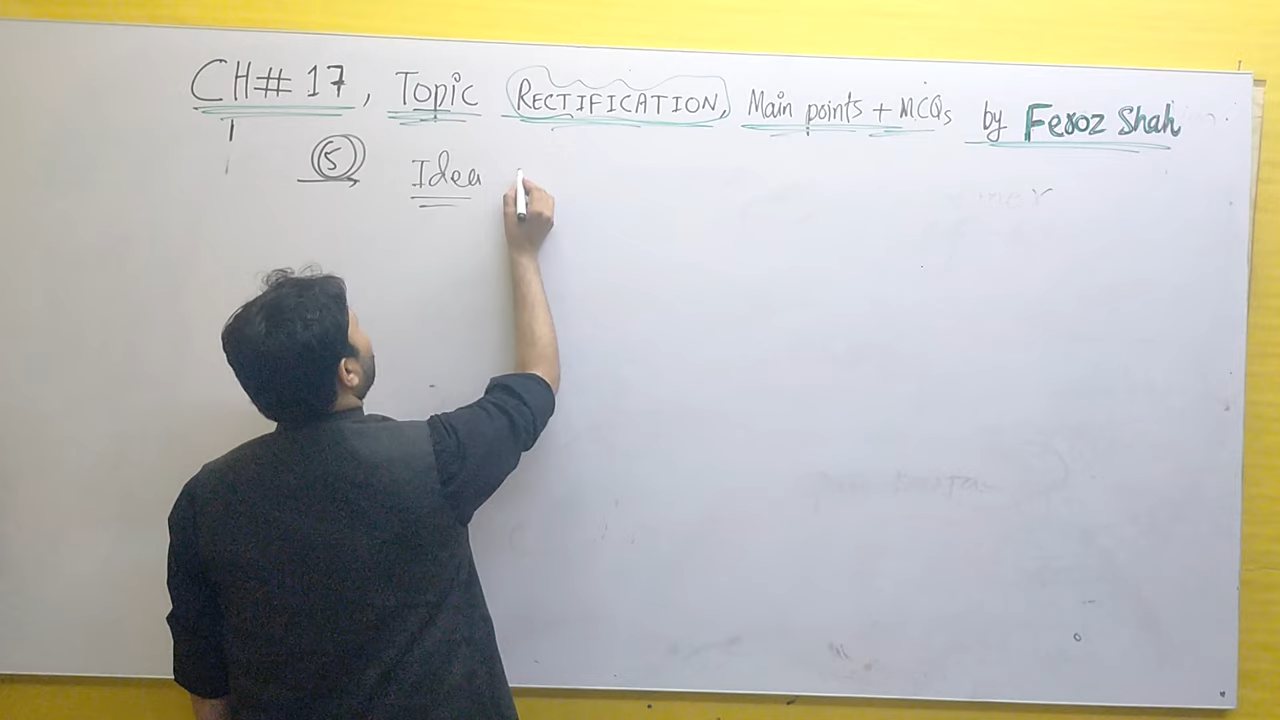 CH# 17, Topic RECTIFICATION, Main points + MCQs by Feroz Shah
5 Idea